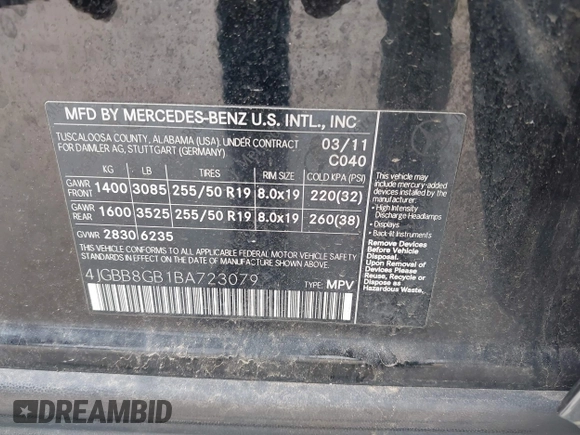 MFD BY MERCEDES-BENZ U.S. INTL., INC
TUSCALOOSA COUNTY, ALABAMA (USA). UNDER CONTRACT 03/11
FOR DAIMLER AG, STUTTGART (GERMANY) C040
KG LB TIRES RIM SIZE COLD KPA (PSI)
GAWR FRONT 1400 3085 255/50 R19 8.0x19 220(32)
GAWR REAR 1600 3525 255/50 R19 8.0x19 260(38)
GVWR 2830 6235
THIS VEHICLE CONFORMS TO ALL APPLICABLE FEDERAL MOTOR VEHICLE SAFETY
STANDARDS IN EFFECT ON THE DATE OF MANUFACTURE SHOWN ABOVE.
4JGBB8GB1BA723079 TYPE: MPV
This vehicle may
include mercury-added
devices installed by the
manufacturer:
• High Intensity
Discharge Headlamps
• Displays
• Back-lit Instruments
Remove Devices
Before Vehicle
Disposal.
Upon Removal
of Devices Please
Reuse, Recycle or
Dispose as
Hazardous Waste.
DREAMBID